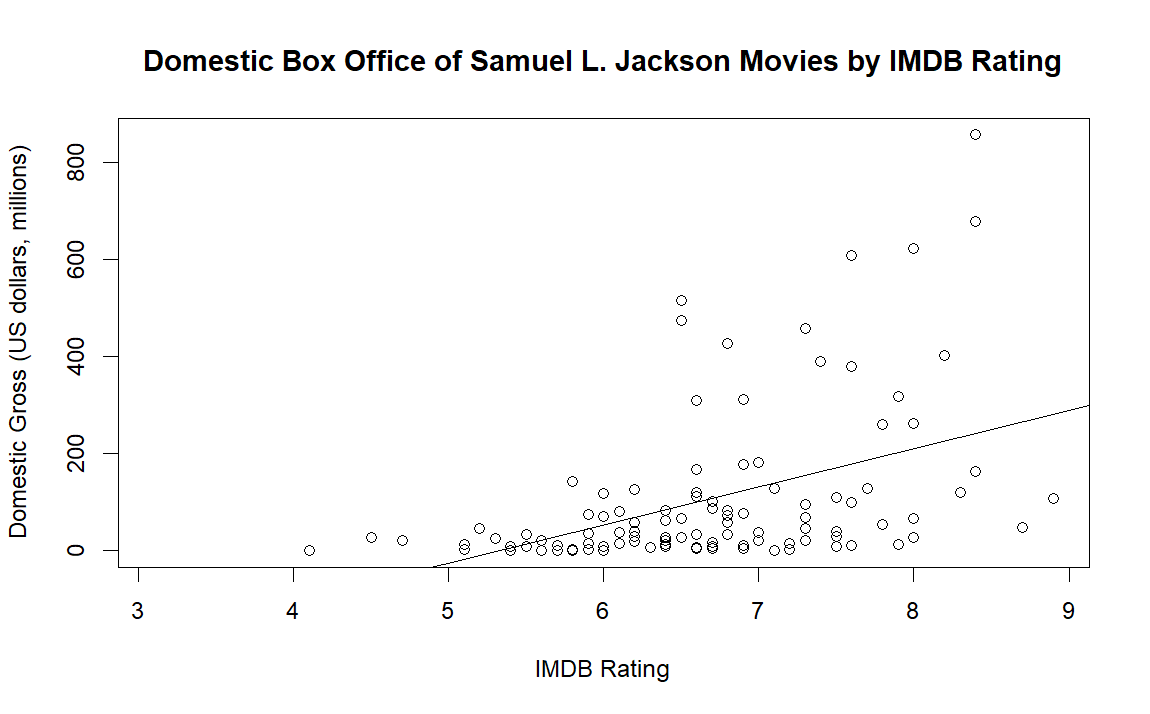 Domestic Box Office of Samuel L. Jackson Movies by IMDB Rating
Domestic Gross (US dollars, millions)
800
600
400
200
0
3 4 5 6 7 8 9
IMDB Rating